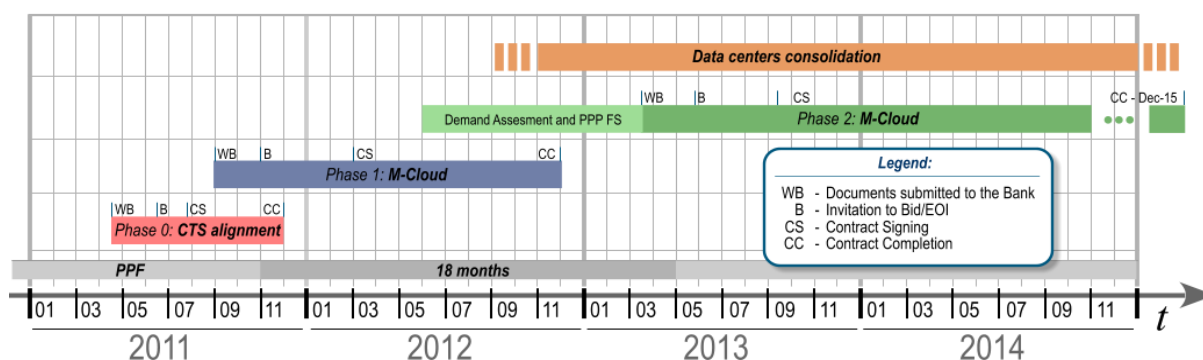 Data centers consolidation
WB B CS CC - Dec-15
Demand Assesment and PPP FS Phase 2: M-Cloud
WB B CS CC
Phase 1: M-Cloud
WB B CS CC
Phase 0: CTS alignment
Legend:
WB - Documents submitted to the Bank
B - Invitation to Bid/EOI
CS - Contract Signing
CC - Contract Completion
PPF 18 months
01 03 05 07 09 11 01 03 05 07 09 11 01 03 05 07 09 11 01 03 05 07 09 11 t
2011 2012 2013 2014